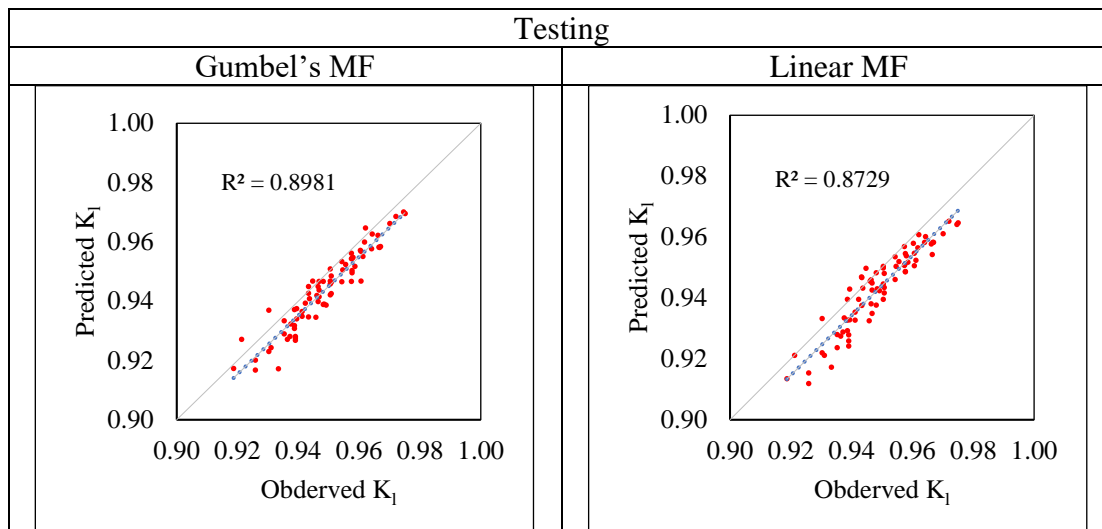 Testing
Gumbel's MF
Linear MF
Predicted Kₗ
1.00
0.98
0.96
0.94
0.92
0.90
R² = 0.8981
0.90 0.92 0.94 0.96 0.98 1.00
Obderved Kₗ
Predicted Kₗ
1.00
0.98
0.96
0.94
0.92
0.90
R² = 0.8729
0.90 0.92 0.94 0.96 0.98 1.00
Obderved Kₗ